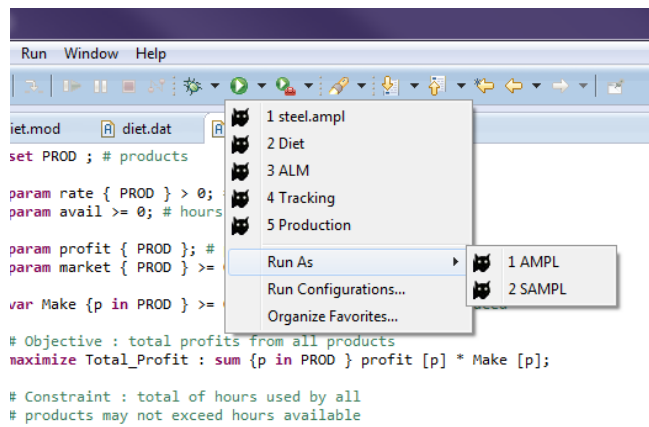 Run Window Help
iet.mod diet.dat
set PROD ; # products
param rate { PROD } > 0;
param avail >= 0; # hours
param profit { PROD }; #
param market { PROD } >=
var Make {p in PROD } >=
# Objective : total profits from all products
maximize Total_Profit : sum {p in PROD } profit [p] * Make [p];
# Constraint : total of hours used by all
# products may not exceed hours available
1 steel.ampl
2 Diet
3 ALM
4 Tracking
5 Production
Run As
Run Configurations...
Organize Favorites...
1 AMPL
2 SAMPL